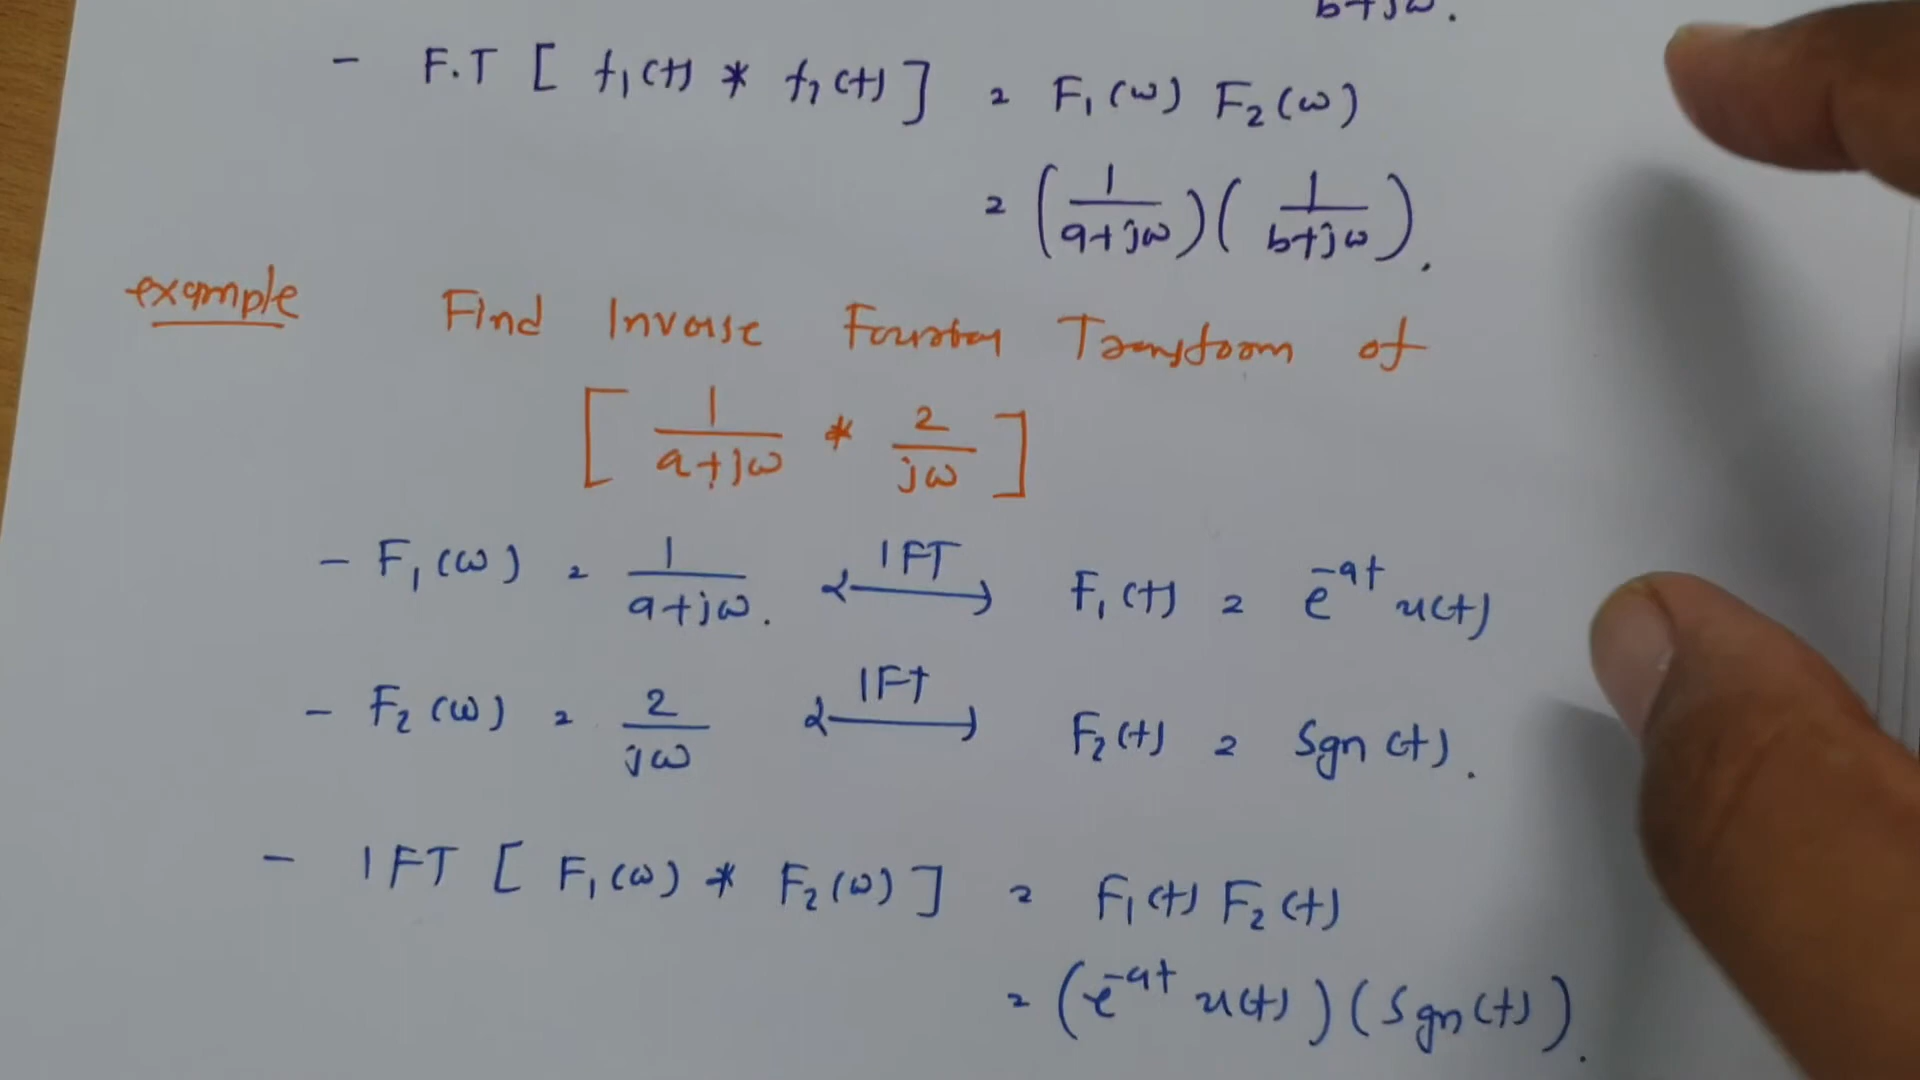 b+jω.
- F.T [ f₁(t) * f₂(t) ] = F₁(ω) F₂(ω)
= (1/(a+jω)) (1/(b+jω)).
example Find Inverse Fourier Transform of
[ 1/(a+jω) * 2/(jω) ]
- F₁(ω) = 1/(a+jω). ←IFT→ F₁(t) = e^(-at) u(t)
- F₂(ω) = 2/(jω) ←IFT→ F₂(t) = Sgn(t).
- IFT [ F₁(ω) * F₂(ω) ] = F₁(t) F₂(t)
= (e^(-at) u(t)) (Sgn(t)).